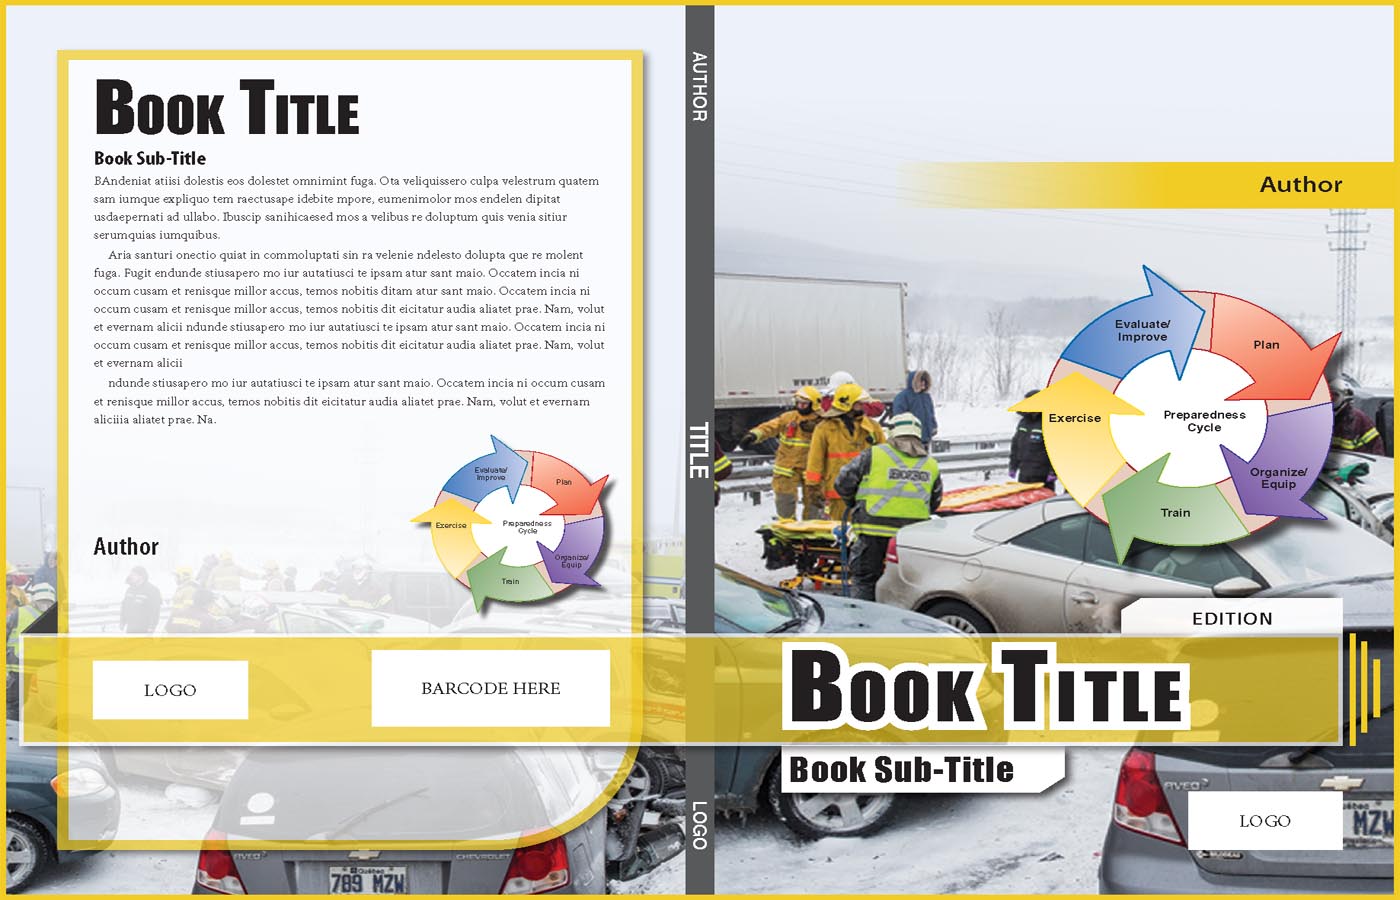 BOOK TITLE
Book Sub-Title
BAndeniat atiisi dolestis eos dolestet omnimint fuga. Ota veliquissero culpa velestrum quatem
sam iumque expliquo tem raectusape idebite mpore, eumenimolor mos endelen dipitat
usdaepernati ad ullabo. Ibuscip sanihicaesed mos a velibus re doluptum quis venia sitiur
serumquias iumquibus.
Aria santuri onectio quiat in commoluptati sin ra velenie ndelesto dolupta que re molent
fuga. Fugit endunde stiusapero mo iur autatiusci te ipsam atur sant maio. Occatem incia ni
occum cusam et renisque millor accus, temos nobitis ditam atur sant maio. Occatem incia ni
occum cusam et renisque millor accus, temos nobitis dit eicitatur audia aliatet prae. Nam, volut
et evernam alicii ndunde stiusapero mo iur autatiusci te ipsam atur sant maio. Occatem incia ni
occum cusam et renisque millor accus, temos nobitis dit eicitatur audia aliatet prae. Nam, volut
et evernam alicii
ndunde stiusapero mo iur autatiusci te ipsam atur sant maio. Occatem incia ni occum cusam
et renisque millor accus, temos nobitis dit eicitatur audia aliatet prae. Nam, volut et evernam
aliciiia aliatet prae. Na.
Evaluate/
Improve
Plan
Exercise
Preparedness
Cycle
Organize/
Equip
Train
Author
LOGO
BARCODE HERE
AVEO
CHEVROLET
Québec
789 MZW
AUTHOR
TITLE
LOGO
Author
Evaluate/
Improve
Plan
Exercise
Preparedness
Cycle
Organize/
Equip
Train
EDITION
BOOK TITLE
Book Sub-Title
AVEO
LOGO
Québec
MZW